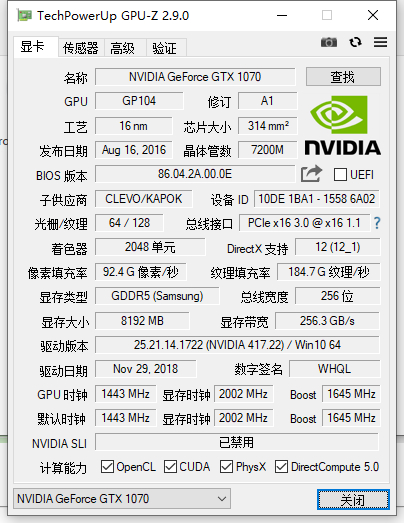 TechPowerUp GPU-Z 2.9.0
显卡 传感器 高级 验证
名称 NVIDIA GeForce GTX 1070 查找
GPU GP104 修订 A1
工艺 16 nm 芯片大小 314 mm²
发布日期 Aug 16, 2016 晶体管数 7200M
NVIDIA
BIOS 版本 86.04.2A.00.0E UEFI
子供应商 CLEVO/KAPOK 设备 ID 10DE 1BA1 - 1558 6A02
光栅/纹理 64 / 128 总线接口 PCIe x16 3.0 @ x16 1.1 ?
着色器 2048 单元 DirectX 支持 12 (12_1)
像素填充率 92.4 G 像素/秒 纹理填充率 184.7 G 纹理/秒
显存类型 GDDR5 (Samsung) 总线宽度 256 位
显存大小 8192 MB 显存带宽 256.3 GB/s
驱动版本 25.21.14.1722 (NVIDIA 417.22) / Win10 64
驱动日期 Nov 29, 2018 数字签名 WHQL
GPU 时钟 1443 MHz 显存时钟 2002 MHz Boost 1645 MHz
默认时钟 1443 MHz 显存时钟 2002 MHz Boost 1645 MHz
NVIDIA SLI 已禁用
计算能力 OpenCL CUDA PhysX DirectCompute 5.0
NVIDIA GeForce GTX 1070 关闭